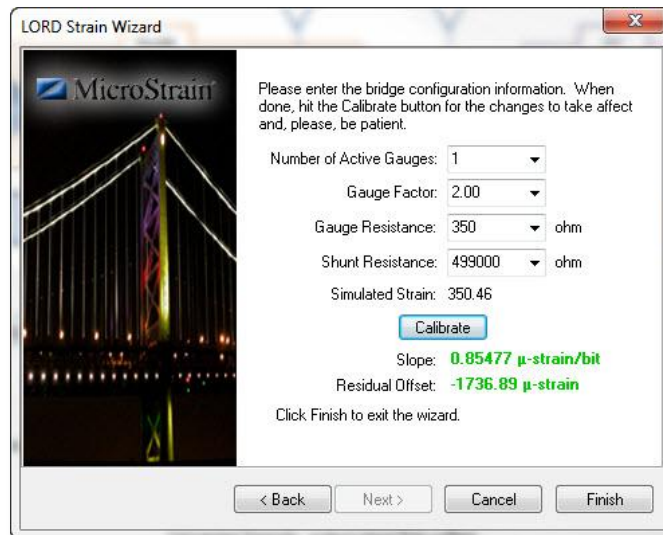 LORD Strain Wizard
MicroStrain
Please enter the bridge configuration information. When
done, hit the Calibrate button for the changes to take affect
and, please, be patient.
Number of Active Gauges: 1
Gauge Factor: 2.00
Gauge Resistance: 350 ohm
Shunt Resistance: 499000 ohm
Simulated Strain: 350.46
Calibrate
Slope: 0.85477 µ-strain/bit
Residual Offset: -1736.89 µ-strain
Click Finish to exit the wizard.
< Back Next > Cancel Finish